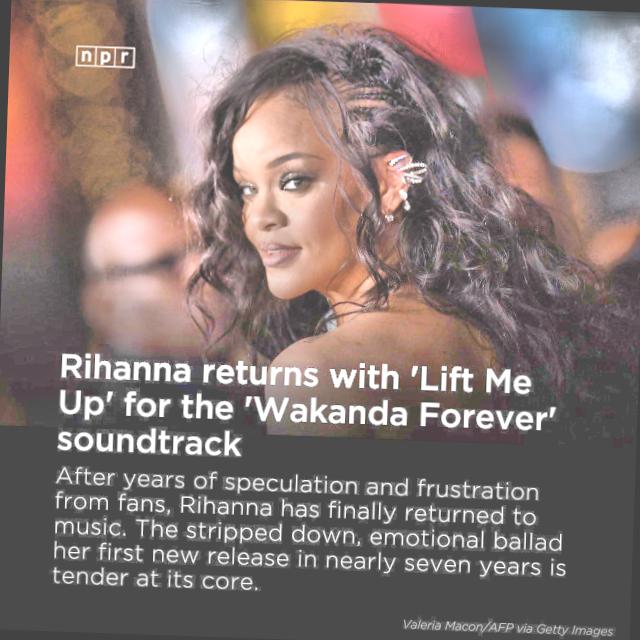 npr
Rihanna returns with 'Lift Me
Up' for the 'Wakanda Forever'
soundtrack
After years of speculation and frustration
from fans, Rihanna has finally returned to
music. The stripped down, emotional ballad
her first new release in nearly seven years is
tender at its core.
Valeria Macon/AFP via Getty Images